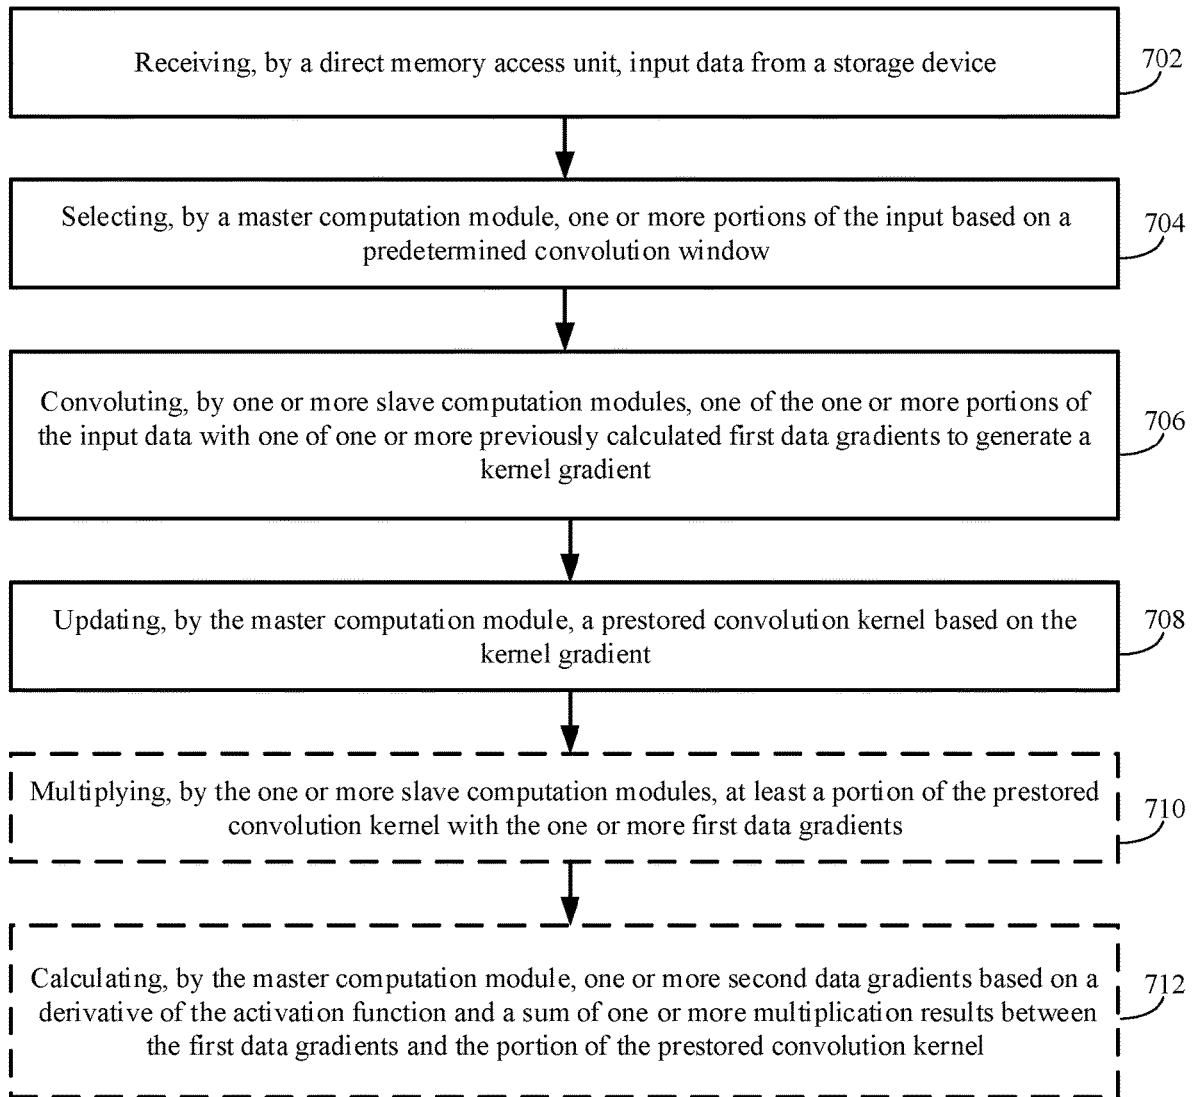 Receiving, by a direct memory access unit, input data from a storage device
702
Selecting, by a master computation module, one or more portions of the input based on a
predetermined convolution window
704
Convoluting, by one or more slave computation modules, one of the one or more portions of
the input data with one of one or more previously calculated first data gradients to generate a
kernel gradient
706
Updating, by the master computation module, a prestored convolution kernel based on the
kernel gradient
708
Multiplying, by the one or more slave computation modules, at least a portion of the prestored
convolution kernel with the one or more first data gradients
710
Calculating, by the master computation module, one or more second data gradients based on a
derivative of the activation function and a sum of one or more multiplication results between
the first data gradients and the portion of the prestored convolution kernel
712